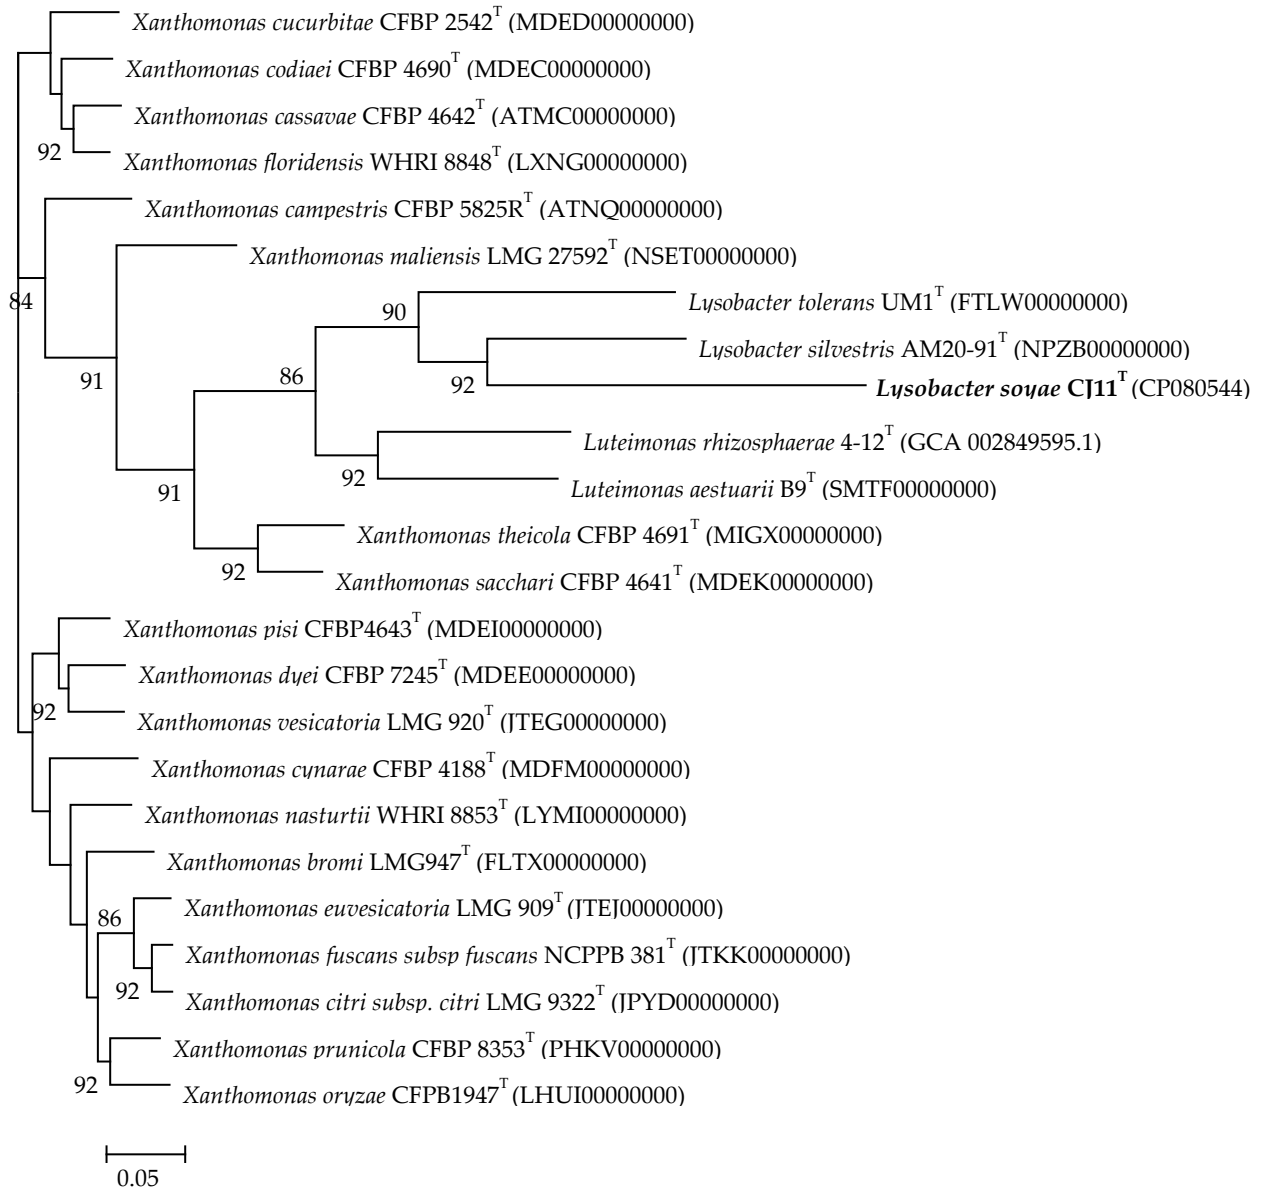 Xanthomonas cucurbitae CFBP 2542T (MDED00000000)
Xanthomonas codiaei CFBP 4690T (MDEC00000000)
Xanthomonas cassavae CFBP 4642T (ATMC00000000)
92
Xanthomonas floridensis WHRI 8848T (LXNG00000000)
Xanthomonas campestris CFBP 5825RT (ATNQ00000000)
Xanthomonas maliensis LMG 27592T (NSET00000000)
84
90
Lysobacter tolerans UM1T (FTLW00000000)
Lysobacter silvestris AM20-91T (NPZB00000000)
91
86
92
Lysobacter soyae CJ11T (CP080544)
Luteimonas rhizosphaerae 4-12T (GCA 002849595.1)
92
91
Luteimonas aestuarii B9T (SMTF00000000)
Xanthomonas theicola CFBP 4691T (MIGX00000000)
92
Xanthomonas sacchari CFBP 4641T (MDEK00000000)
Xanthomonas pisi CFBP4643T (MDEI00000000)
Xanthomonas dyei CFBP 7245T (MDEE00000000)
92
Xanthomonas vesicatoria LMG 920T (JTEG00000000)
Xanthomonas cynarae CFBP 4188T (MDFM00000000)
Xanthomonas nasturtii WHRI 8853T (LYMI00000000)
Xanthomonas bromi LMG947T (FLTX00000000)
86
Xanthomonas euvesicatoria LMG 909T (JTEJ00000000)
Xanthomonas fuscans subsp fuscans NCPPB 381T (JTKK00000000)
92
Xanthomonas citri subsp. citri LMG 9322T (JPYD00000000)
Xanthomonas prunicola CFBP 8353T (PHKV00000000)
92
Xanthomonas oryzae CFPB1947T (LHUI00000000)
0.05